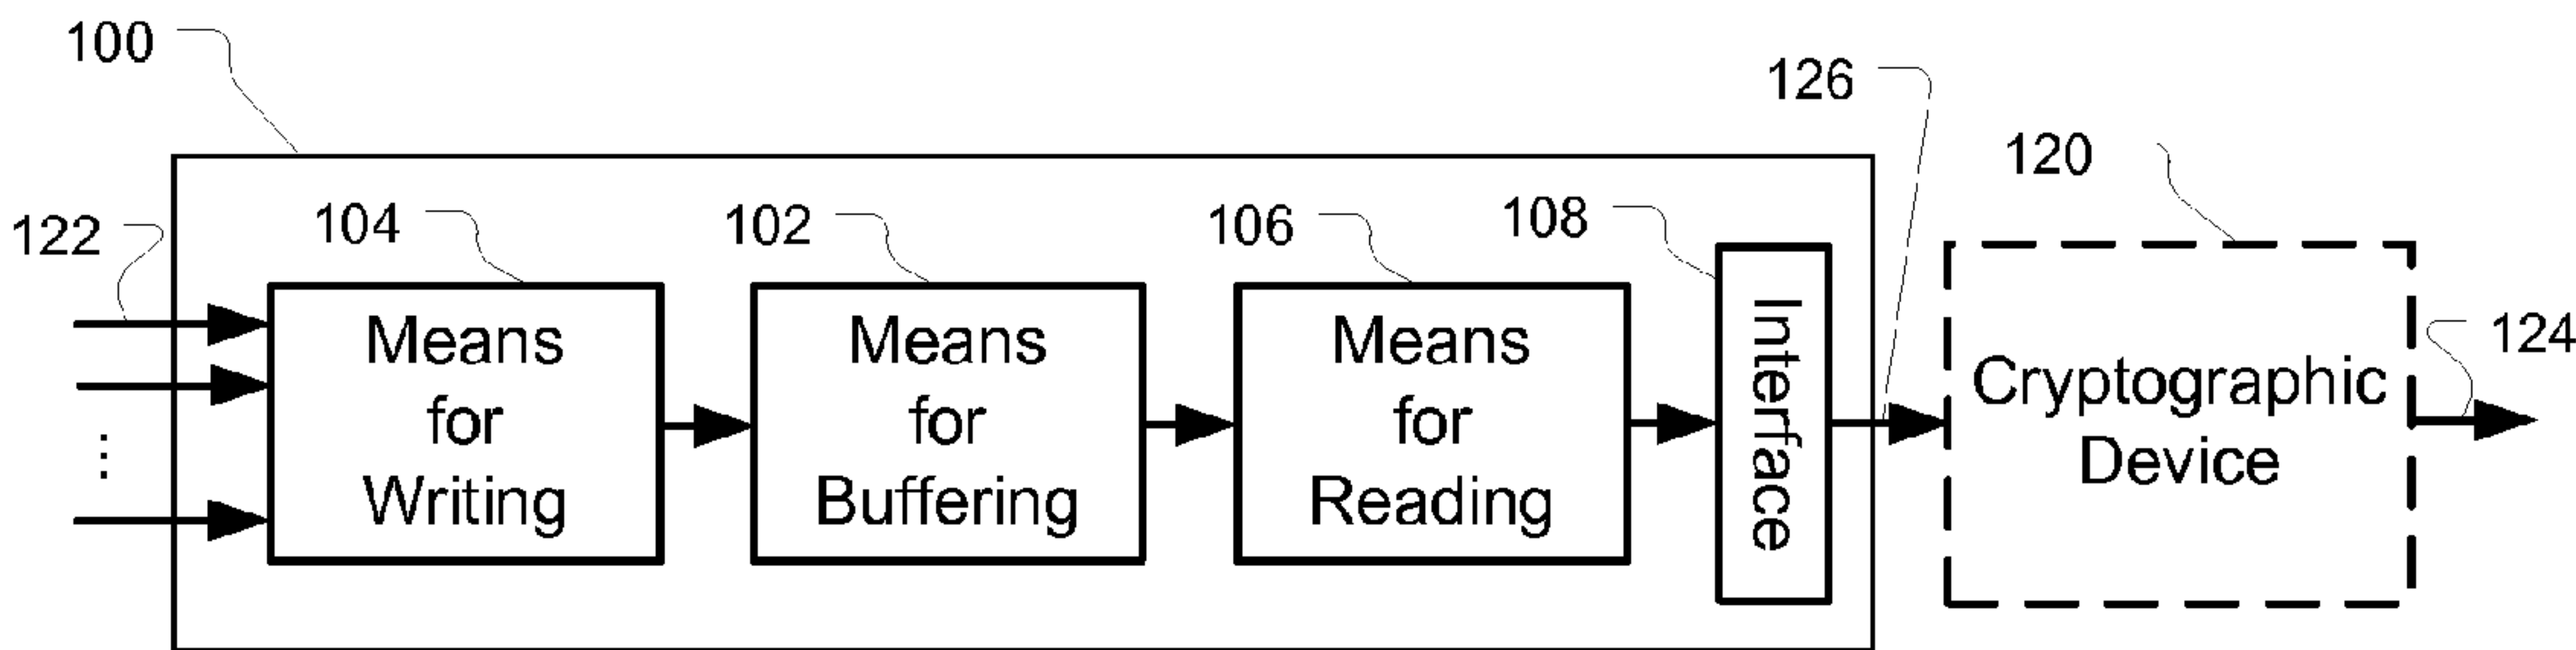 100
126
120
122
104
102
106
108
124
Means
for
Writing
Means
for
Buffering
Means
for
Reading
Interface
Cryptographic
Device
⋮